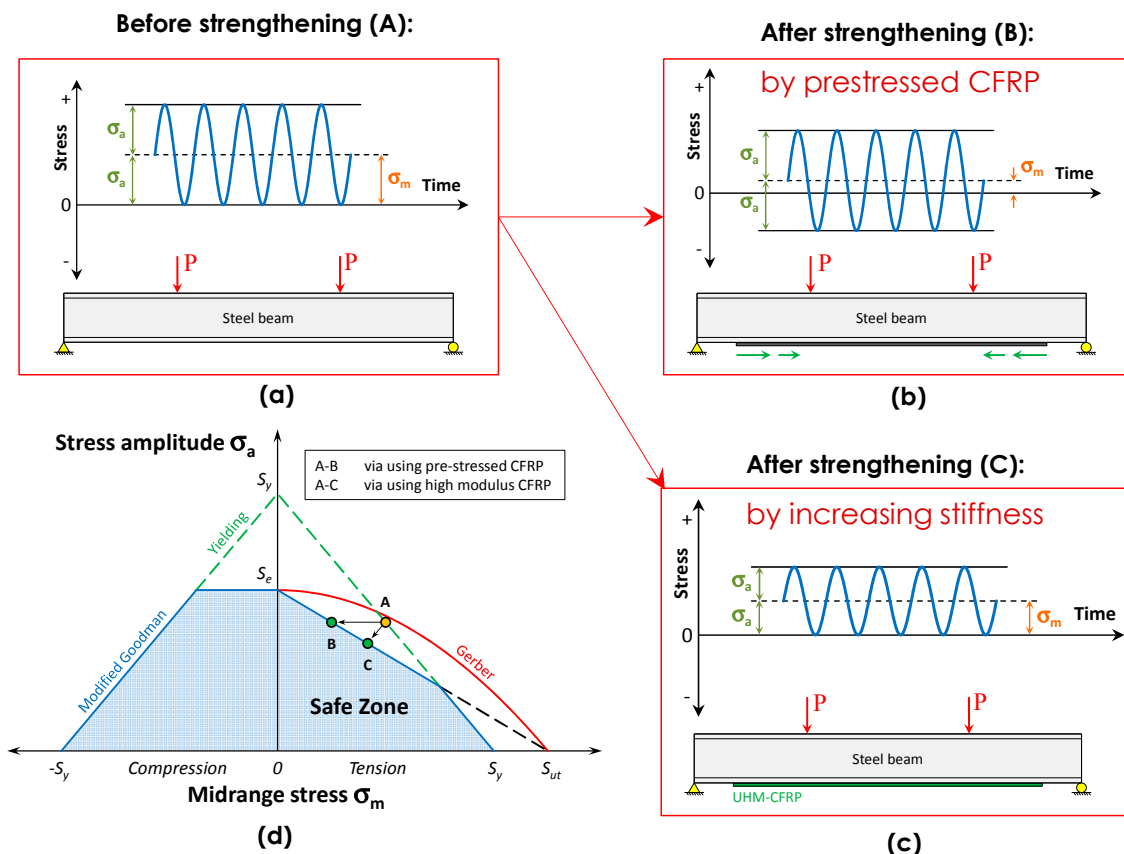 Before strengthening (A):
+
Stress
σa
σa
σm
Time
0
-
P
P
Steel beam
(a)
After strengthening (B):
by prestressed CFRP
+
Stress
σa
σa
σm
Time
0
-
P
P
Steel beam
(b)
Stress amplitude σa
A-B via using pre-stressed CFRP
A-C via using high modulus CFRP
Sy
Yielding
Se
A
B
C
Gerber
Modified Goodman
Safe Zone
-Sy
Compression
0
Tension
Sy
Sut
Midrange stress σm
(d)
After strengthening (C):
by increasing stiffness
+
Stress
σa
σa
σm
Time
0
-
P
P
Steel beam
UHM-CFRP
(c)